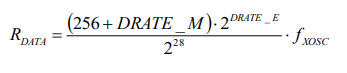 R_DATA = (256 + DRATE_M) · 2^DRATE_E / 2^28 · f_XOSC